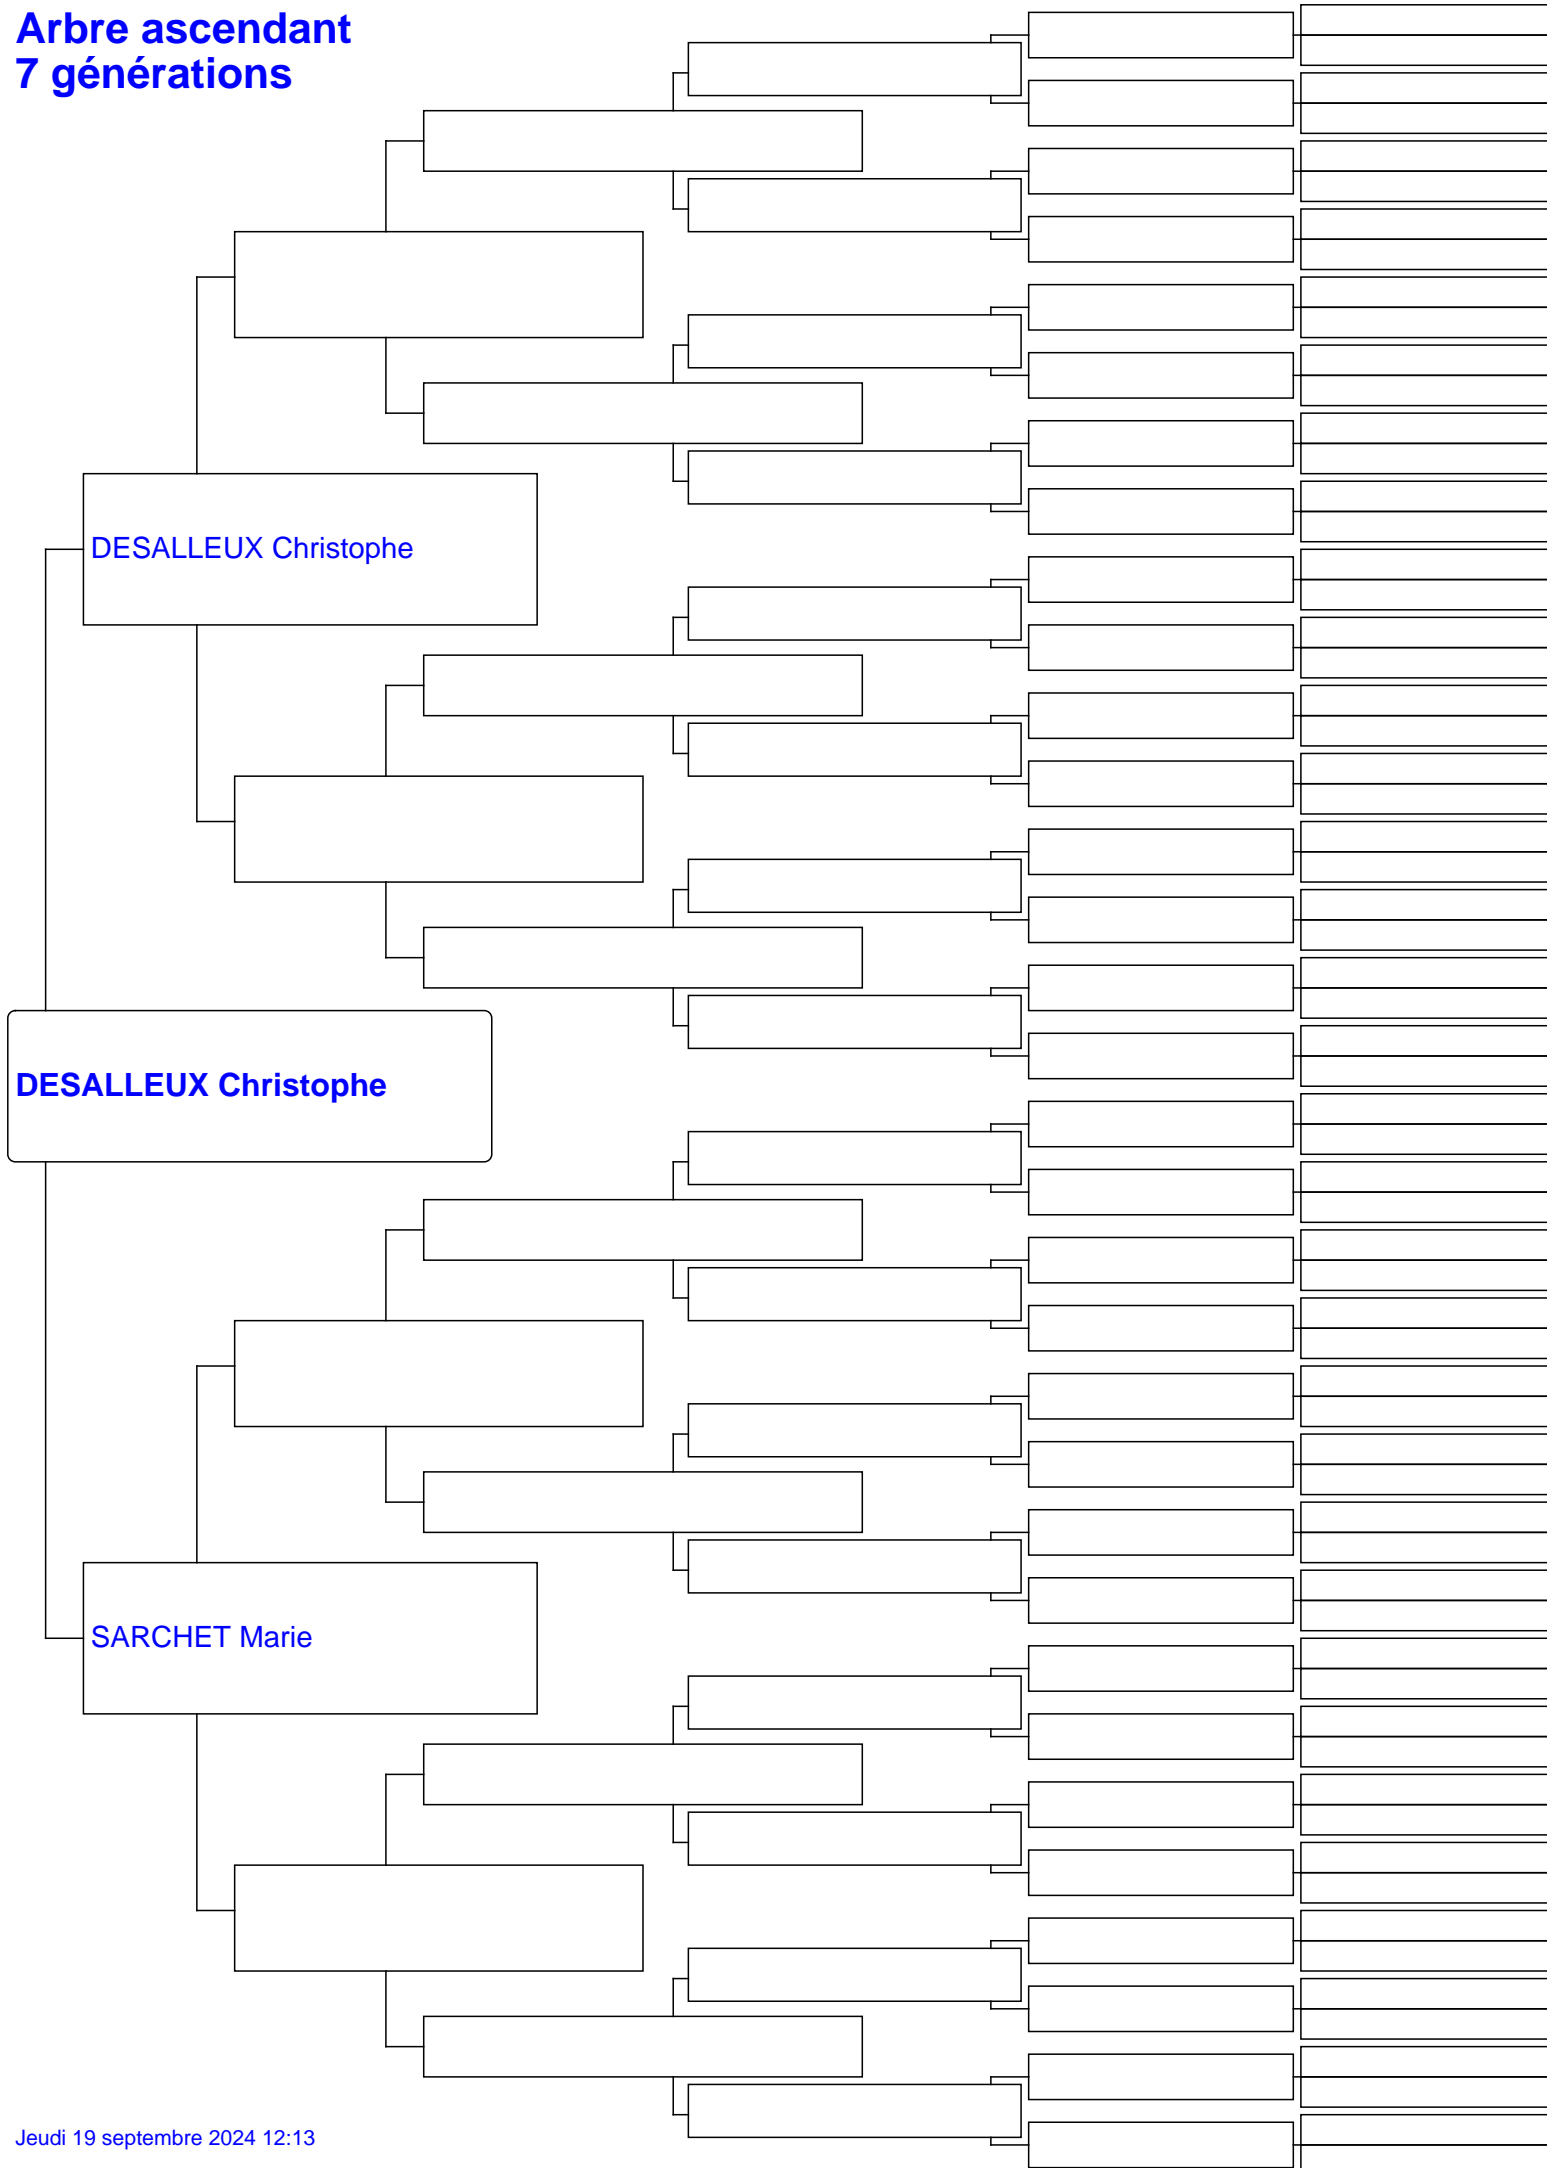 Arbre ascendant
7 générations
DESALLEUX Christophe
DESALLEUX Christophe
SARCHET Marie
Jeudi 19 septembre 2024 12:13